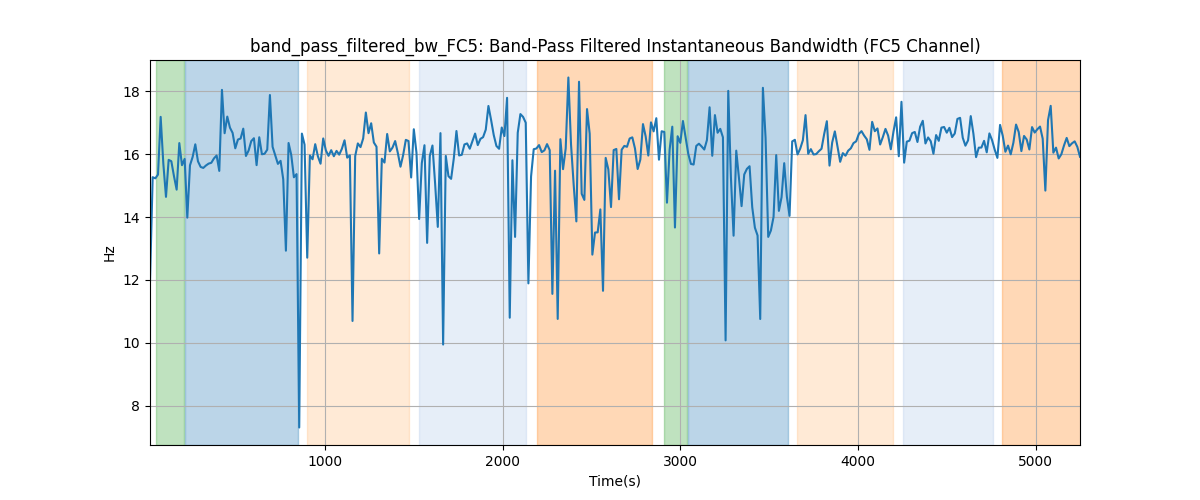 band_pass_filtered_bw_FC5: Band-Pass Filtered Instantaneous Bandwidth (FC5 Channel)
18
16
14
12
10
8
Hz
1000 2000 3000 4000 5000
Time(s)